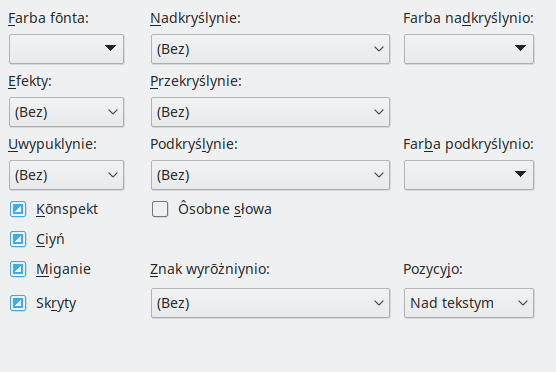 Farba fōnta: Nadkryślynie: Farba nadkryślynio:
(Bez)
Efekty: Przekryślynie:
(Bez) (Bez)
Uwypuklynie: Podkryślynie: Farba podkryślynio:
(Bez) (Bez)
Kōnspekt Ôsobne słowa
Ciyń
Miganie Znak wyrōżniynio: Pozycyjo:
Skryty (Bez) Nad tekstym